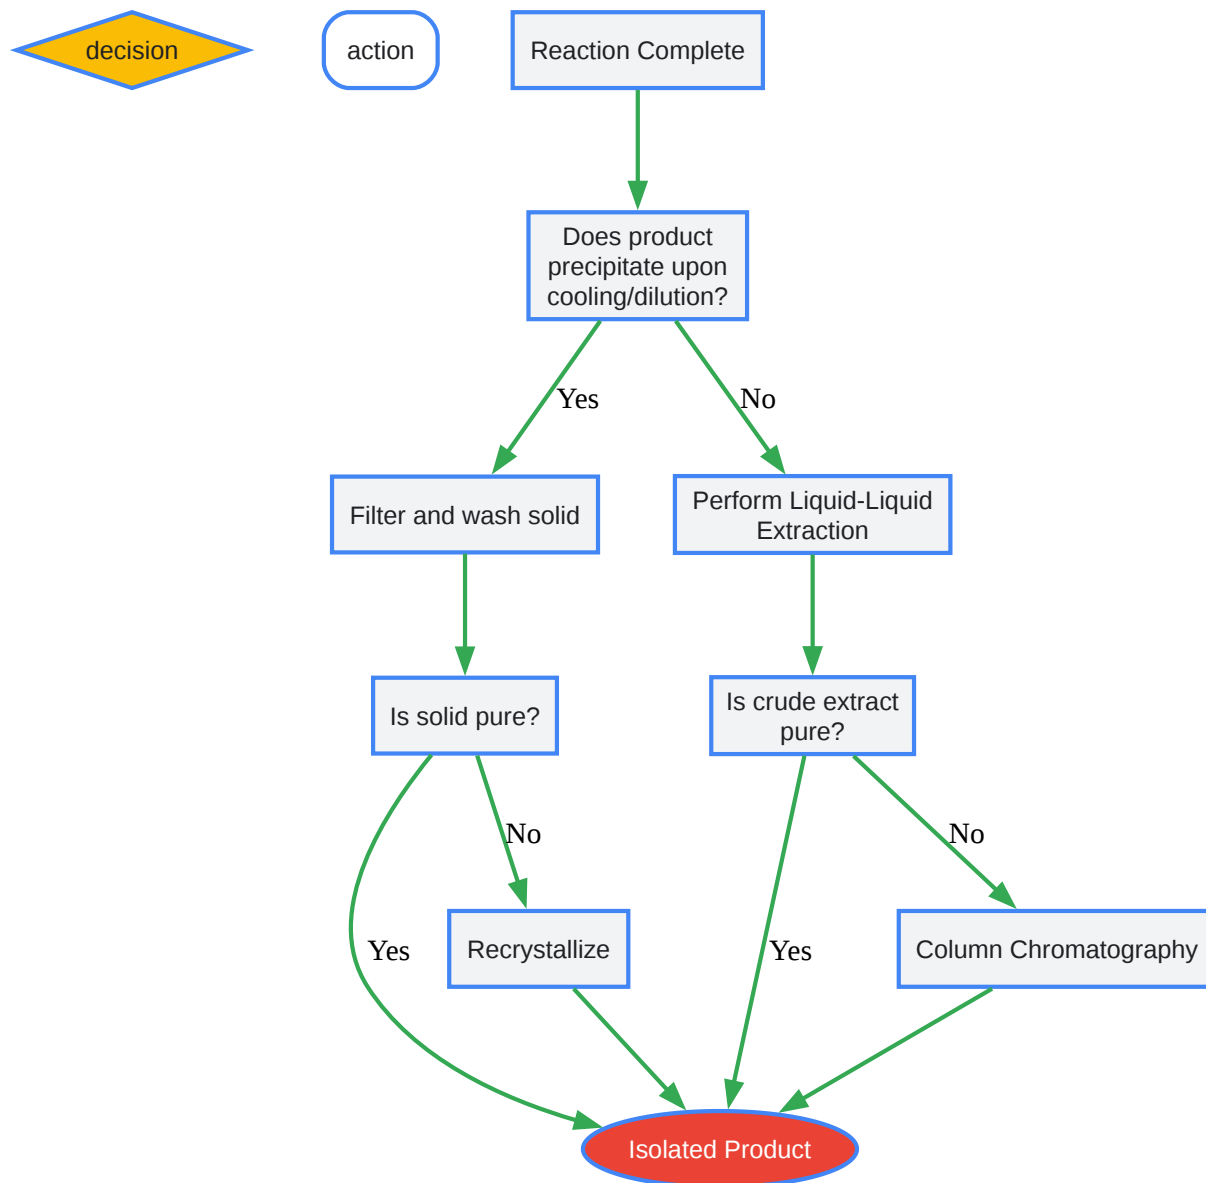 decision
action
Reaction Complete
Does product
precipitate upon
cooling/dilution?
Yes
No
Filter and wash solid
Perform Liquid-Liquid
Extraction
Is solid pure?
Is crude extract
pure?
No
No
Yes
Recrystallize
Yes
Column Chromatography
Isolated Product